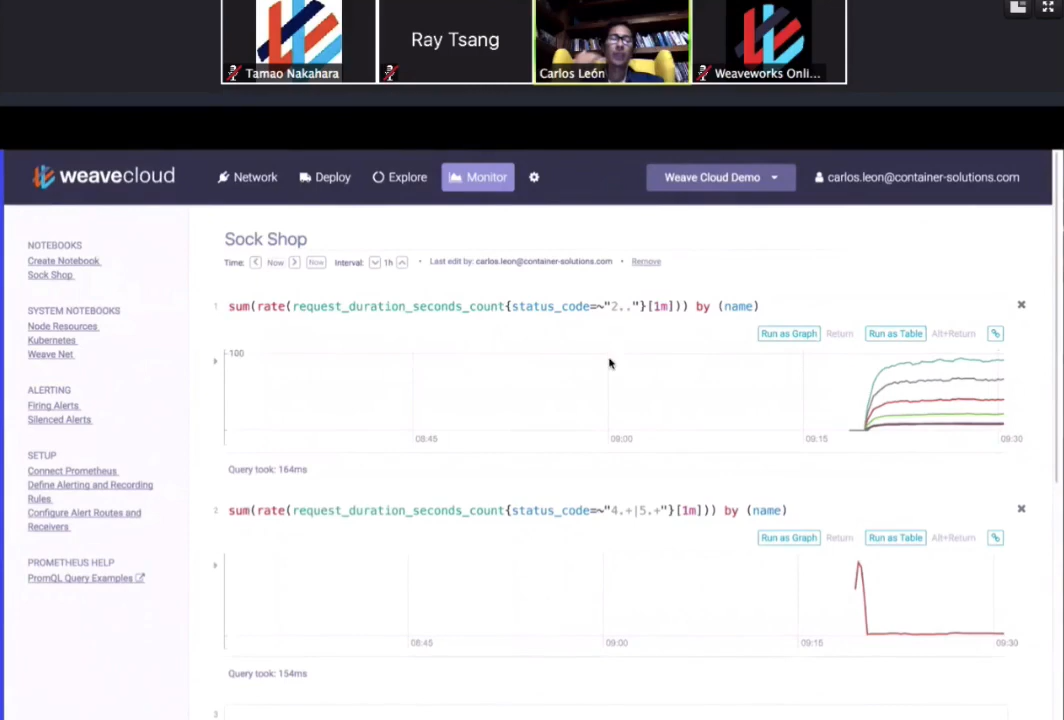 Ray Tsang
Tamao Nakahara
Carlos León
Weaveworks Onli...
weavecloud
Network
Deploy
Explore
Monitor
Weave Cloud Demo
carlos.leon@container-solutions.com
NOTEBOOKS
Create Notebook
Sock Shop
SYSTEM NOTEBOOKS
Node Resources
Kubernetes
Weave Net
ALERTING
Firing Alerts
Silenced Alerts
SETUP
Connect Prometheus
Define Alerting and Recording
Rules
Configure Alert Routes and
Receivers
PROMETHEUS HELP
PromQL Query Examples
Sock Shop
Time: < Now > Now Interval: 1h • Last edit by: carlos.leon@container-solutions.com • Remove
1 sum(rate(request_duration_seconds_count{status_code=~"2.."}[1m])) by (name)
Run as Graph Return Run as Table Alt+Return
100
08:45 09:00 09:15 09:30
Query took: 164ms
2 sum(rate(request_duration_seconds_count{status_code=~"4.+|5.+"}[1m])) by (name)
Run as Graph Return Run as Table Alt+Return
08:45 09:00 09:15 09:30
Query took: 154ms
3